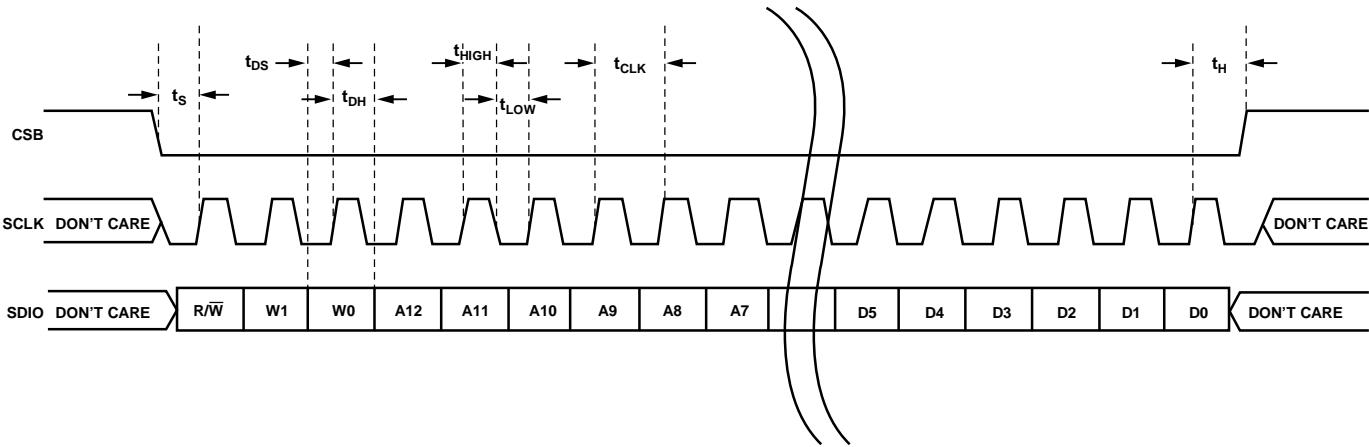 tDS
tHIGH
tCLK
tH
tS
tDH
tLOW
CSB
SCLK DON'T CARE
DON'T CARE
SDIO DON'T CARE R/W̅ W1 W0 A12 A11 A10 A9 A8 A7 D5 D4 D3 D2 D1 D0 DON'T CARE